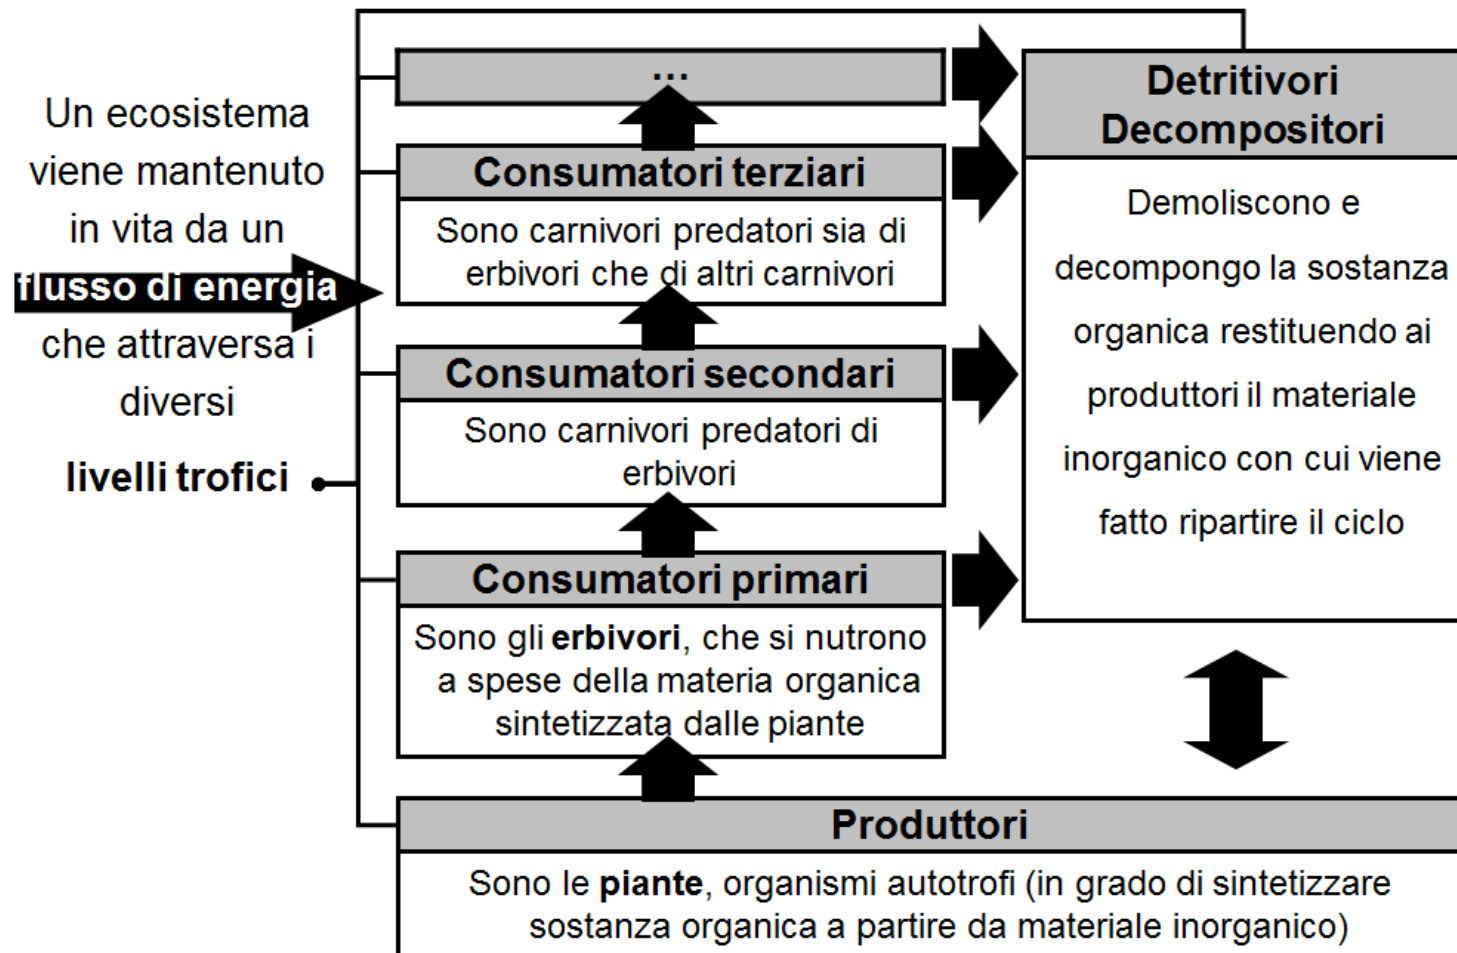 Un ecosistema
viene mantenuto
in vita da un
flusso di energia
che attraversa i
diversi
livelli trofici
...
Consumatori terziari
Sono carnivori predatori sia di
erbivori che di altri carnivori
Consumatori secondari
Sono carnivori predatori di
erbivori
Consumatori primari
Sono gli erbivori, che si nutrono
a spese della materia organica
sintetizzata dalle piante
Detritivori
Decompositori
Demoliscono e
decompongo la sostanza
organica restituendo ai
produttori il materiale
inorganico con cui viene
fatto ripartire il ciclo
Produttori
Sono le piante, organismi autotrofi (in grado di sintetizzare
sostanza organica a partire da materiale inorganico)